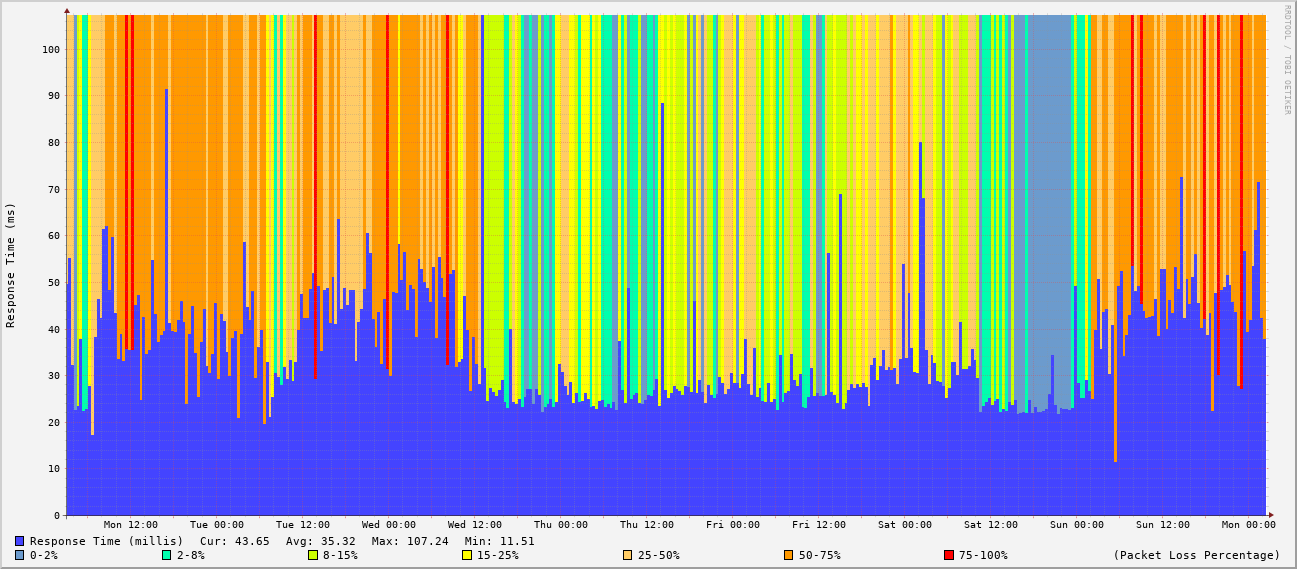 RRDTOOL / TOBI OETIKER
Response Time (ms)
100
90
80
70
60
50
40
30
20
10
0
Mon 12:00 Tue 00:00 Tue 12:00 Wed 00:00 Wed 12:00 Thu 00:00 Thu 12:00 Fri 00:00 Fri 12:00 Sat 00:00 Sat 12:00 Sun 00:00 Sun 12:00 Mon 00:00
Response Time (millis) Cur: 43.65 Avg: 35.32 Max: 107.24 Min: 11.51
0-2% 2-8% 8-15% 15-25% 25-50% 50-75% 75-100% (Packet Loss Percentage)